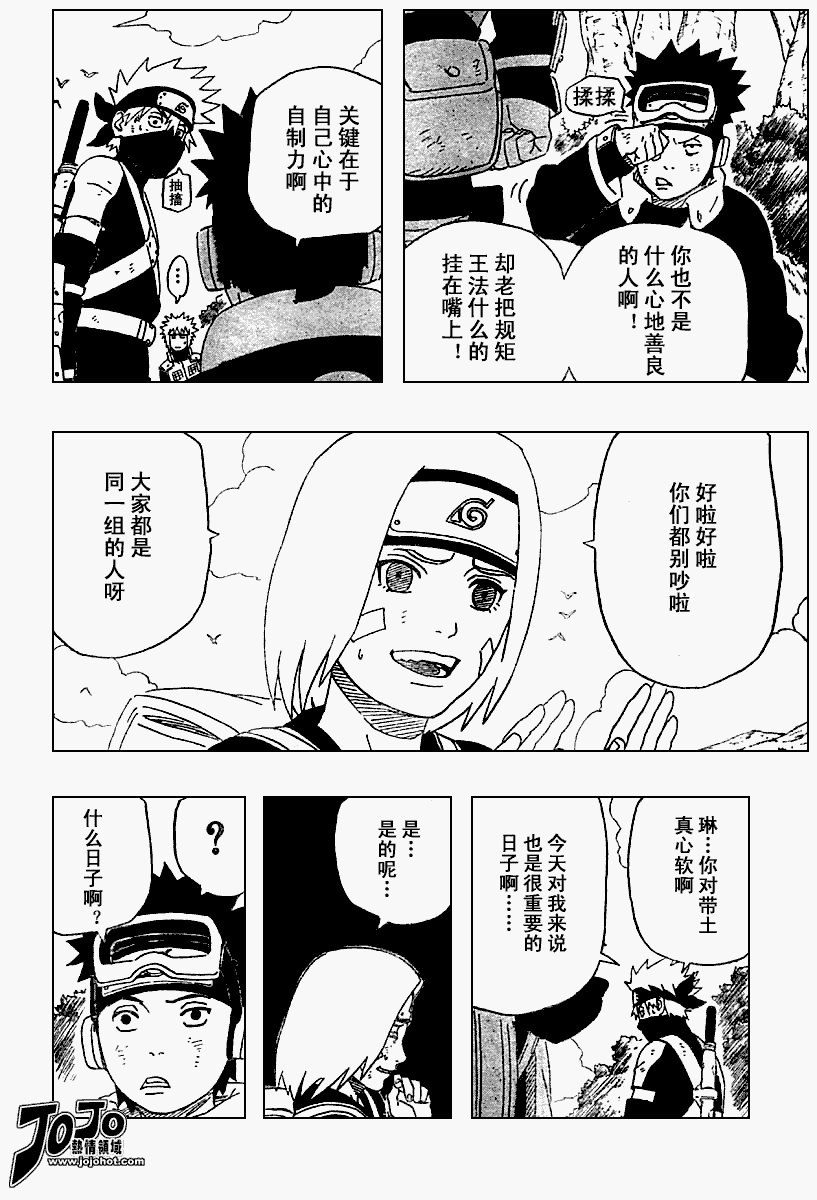 揉揉
你也不是
什么心地善良
的人啊！
却老把规矩
王法什么的
挂在嘴上！
关键在于
自己心中的
自制力啊
抽搐
…
好啦好啦
你们都别吵啦
大家都是
同一组的人呀
琳…你对带土
真心软啊
今天对我来说
也是很重要的
日子啊……
是…
是的呢…
？
什么日子啊？
JOJO
熱情領域
www.jojohot.com